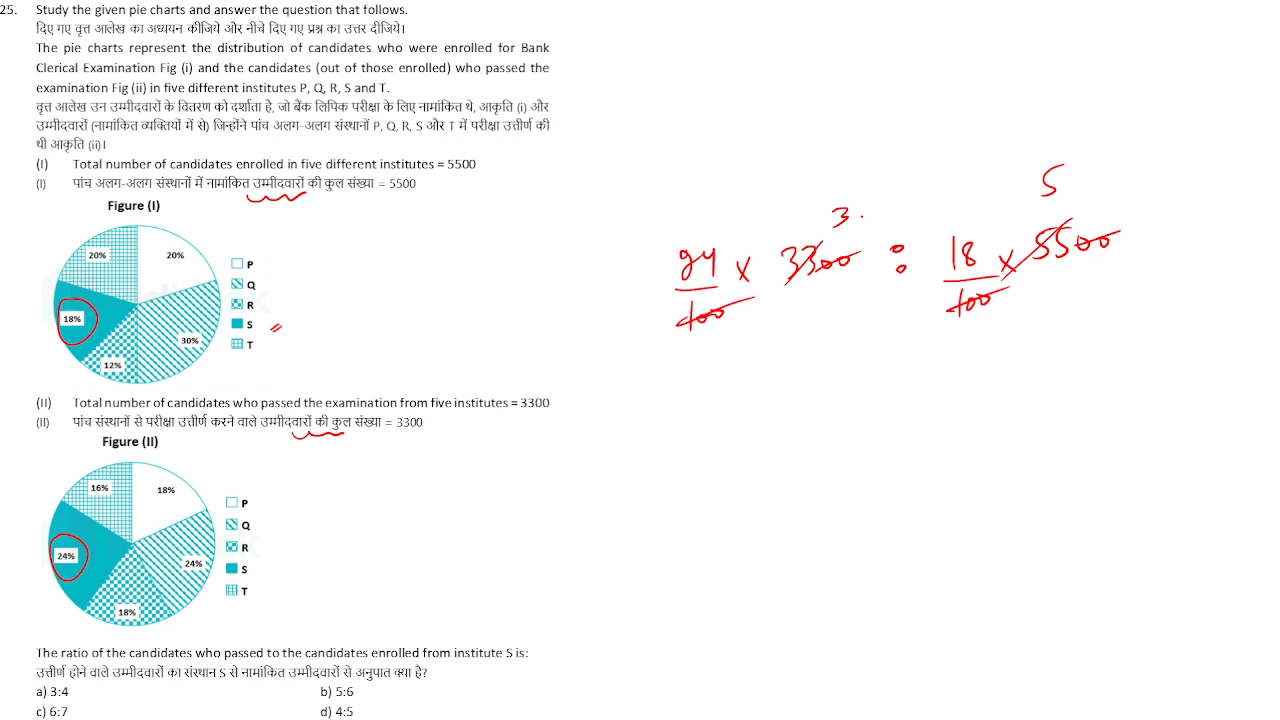 25. Study the given pie charts and answer the question that follows.
दिए गए वृत्त आलेख का अध्ययन कीजिये और नीचे दिए गए प्रश्न का उत्तर दीजिये।
The pie charts represent the distribution of candidates who were enrolled for Bank
Clerical Examination Fig (i) and the candidates (out of those enrolled) who passed the
examination Fig (ii) in five different institutes P, Q, R, S and T.
वृत्त आलेख उन उम्मीदवारों के वितरण को दर्शाता है, जो बैंक लिपिक परीक्षा के लिए नामांकित थे, आकृति (i) और
उम्मीदवारों (नामांकित व्यक्तियों में से) जिन्होंने पांच अलग-अलग संस्थानों P, Q, R, S और T में परीक्षा उत्तीर्ण की
थी आकृति (ii)।
(I) Total number of candidates enrolled in five different institutes = 5500
(I) पांच अलग-अलग संस्थानों में नामांकित उम्मीदवारों की कुल संख्या = 5500
Figure (I)
20%
20%
18%
30%
12%
P
Q
R
S
T
(II) Total number of candidates who passed the examination from five institutes = 3300
(II) पांच संस्थानों से परीक्षा उत्तीर्ण करने वाले उम्मीदवारों की कुल संख्या = 3300
Figure (II)
16%
18%
24%
24%
18%
P
Q
R
S
T
The ratio of the candidates who passed to the candidates enrolled from institute S is:
उत्तीर्ण होने वाले उम्मीदवारों का संस्थान S से नामांकित उम्मीदवारों से अनुपात क्या है?
a) 3:4 b) 5:6
c) 6:7 d) 4:5
3. 5
24 x 3300 : 18 x 5500
100 100